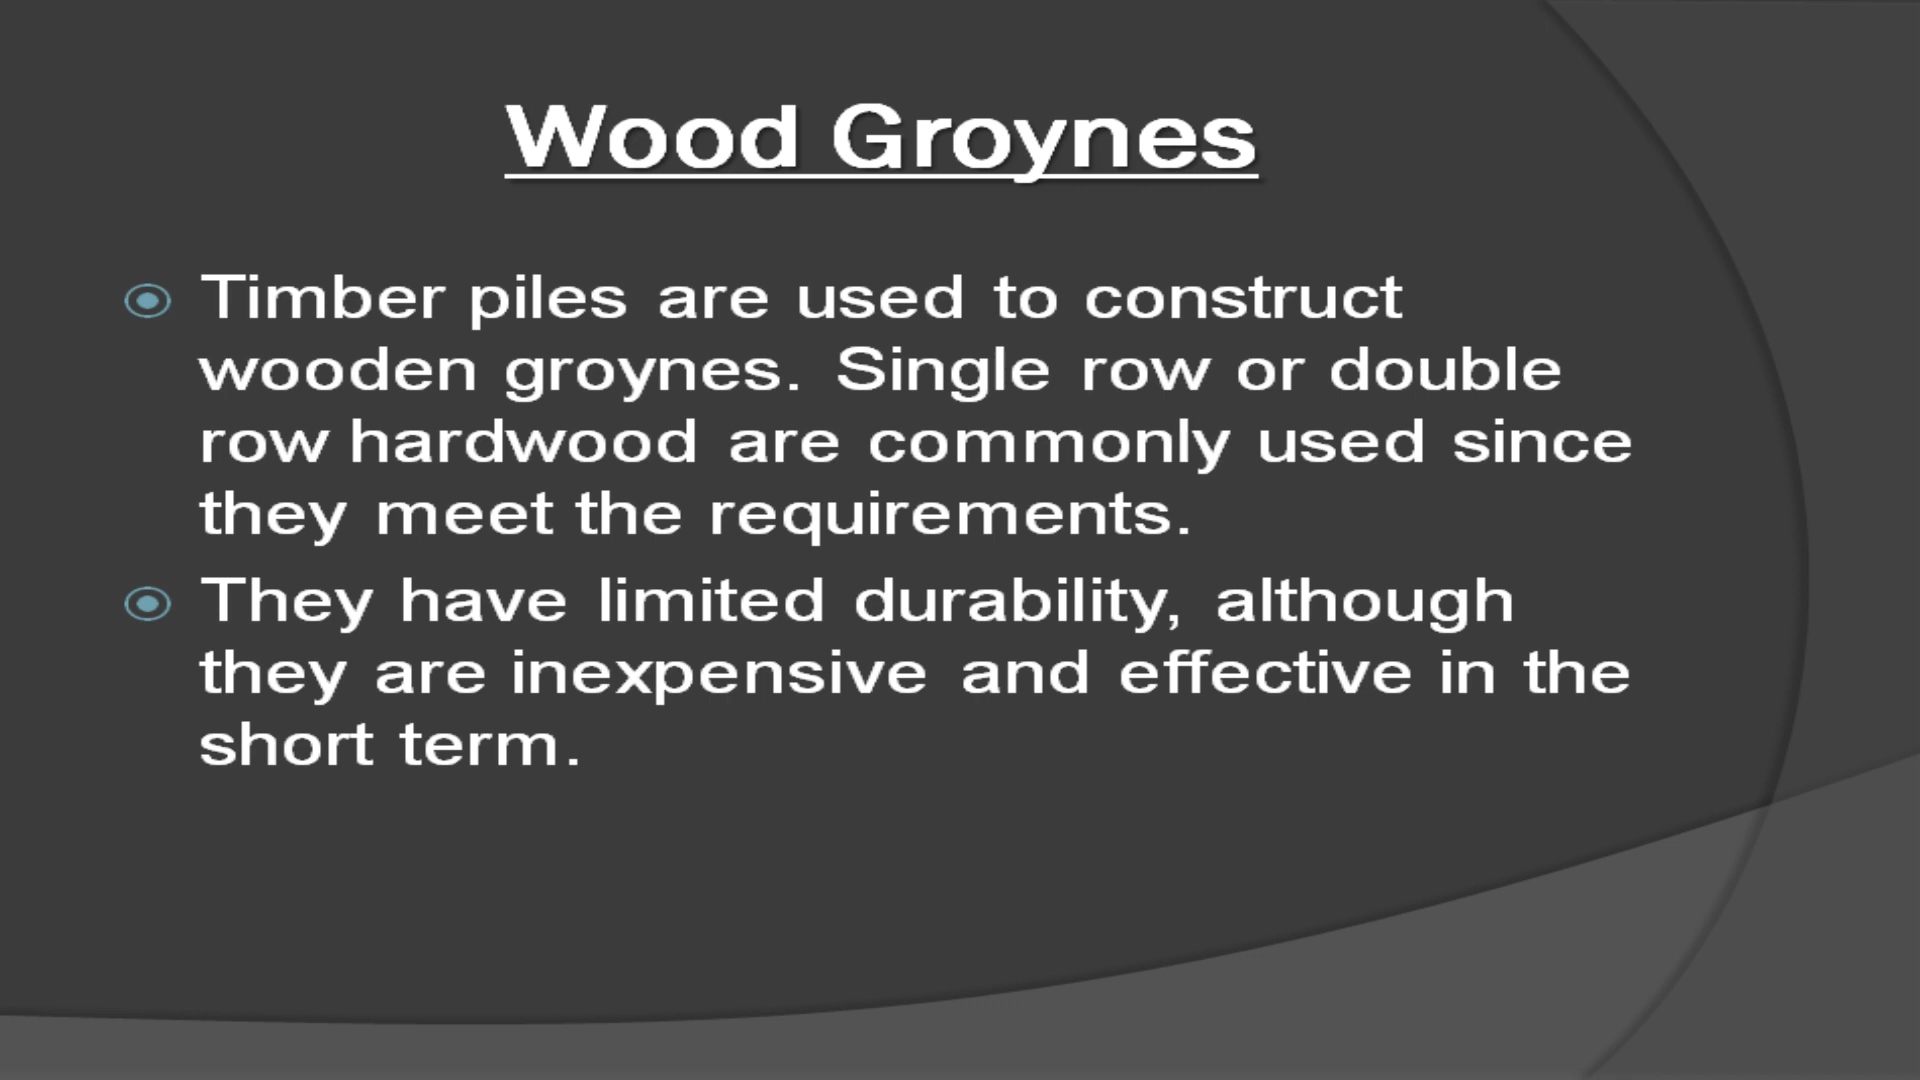 Wood Groynes
Timber piles are used to construct
wooden groynes. Single row or double
row hardwood are commonly used since
they meet the requirements.
They have limited durability, although
they are inexpensive and effective in the
short term.